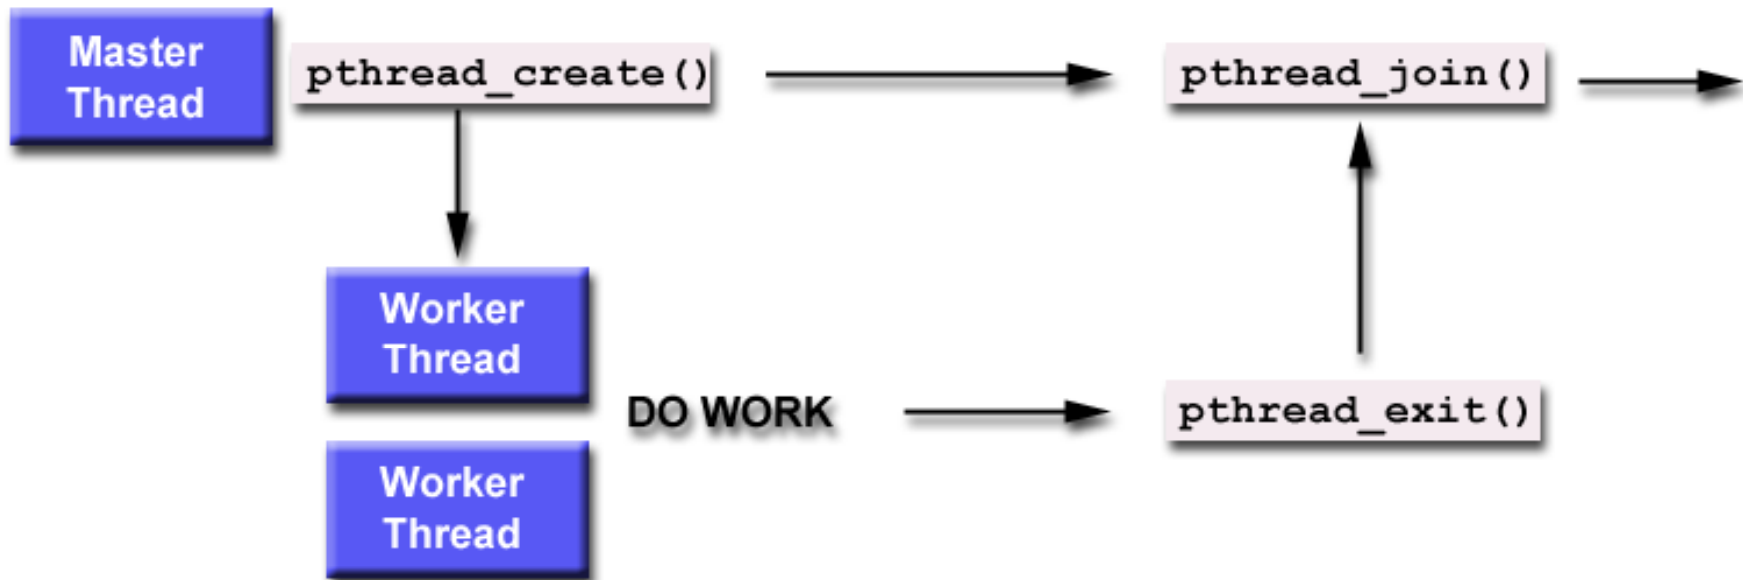 Master
Thread
pthread_create()
pthread_join()
Worker
Thread
DO WORK
pthread_exit()
Worker
Thread